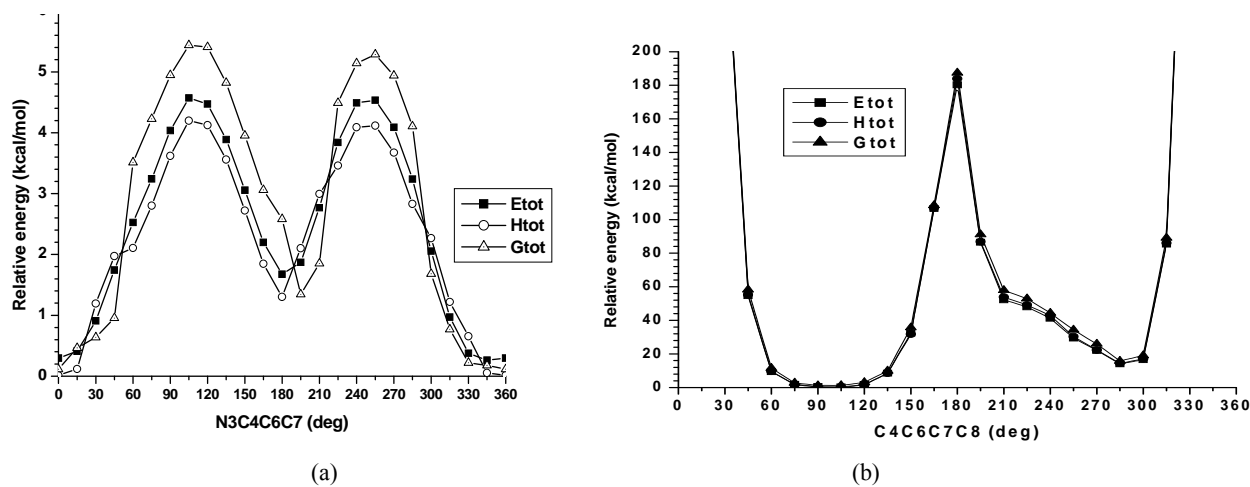 Relative energy (kcal/mol)
5
4
3
2
1
0
0 30 60 90 120 150 180 210 240 270 300 330 360
N3C4C6C7 (deg)
Etot
Htot
Gtot
(a)
Relative energy (kcal/mol)
200
180
160
140
120
100
80
60
40
20
0
0 30 60 90 120 150 180 210 240 270 300 330 360
C4C6C7C8 (deg)
Etot
Htot
Gtot
(b)